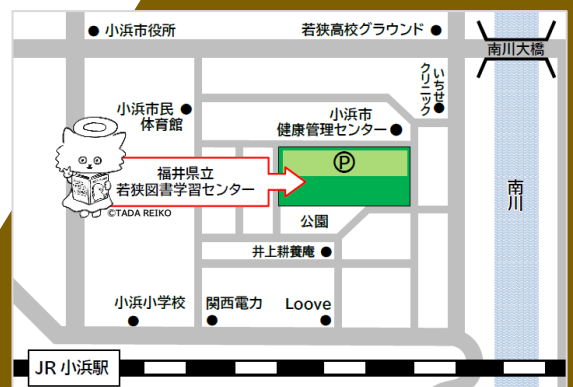 小浜市役所
若狭高校グラウンド
南川大橋
いちせ
クリニック
小浜市民
体育館
小浜市
健康管理センター
Ⓟ
福井県立
若狭図書学習センター
©TADA REIKO
南川
公園
井上耕養庵
小浜小学校
関西電力
Loove
JR 小浜駅